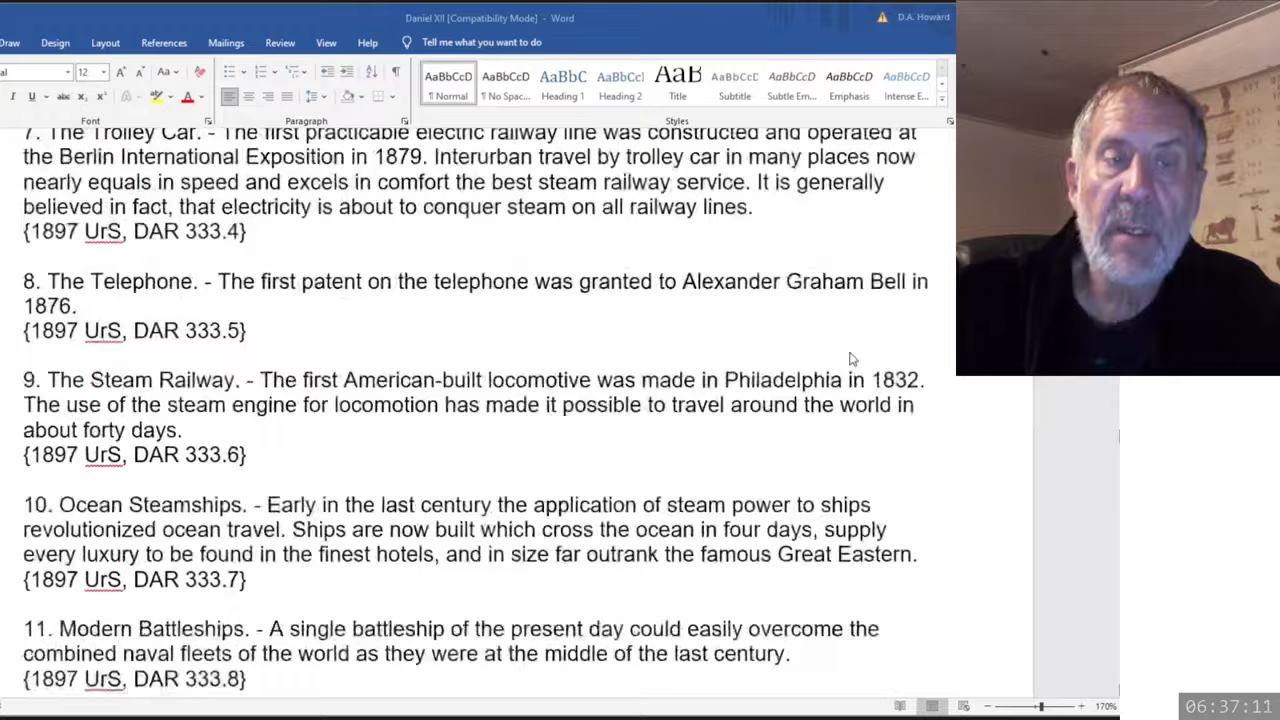 Daniel XII [Compatibility Mode] - Word
D.A. Howard
Draw Design Layout References Mailings Review View Help Tell me what you want to do
al 12 A A Aa
AaBbCcD AaBbCcD AaBbC AaBbCcl AaB AaBbCcD AaBbCcD AaBbCcD AaBbCcD
I U abc x₂ x² A A
¶ Normal ¶ No Spac... Heading 1 Heading 2 Title Subtitle Subtle Em... Emphasis Intense E...
Font Paragraph Styles
7. The Trolley Car. - The first practicable electric railway line was constructed and operated at
the Berlin International Exposition in 1879. Interurban travel by trolley car in many places now
nearly equals in speed and excels in comfort the best steam railway service. It is generally
believed in fact, that electricity is about to conquer steam on all railway lines.
{1897 UrS, DAR 333.4}
8. The Telephone. - The first patent on the telephone was granted to Alexander Graham Bell in
1876.
{1897 UrS, DAR 333.5}
9. The Steam Railway. - The first American-built locomotive was made in Philadelphia in 1832.
The use of the steam engine for locomotion has made it possible to travel around the world in
about forty days.
{1897 UrS, DAR 333.6}
10. Ocean Steamships. - Early in the last century the application of steam power to ships
revolutionized ocean travel. Ships are now built which cross the ocean in four days, supply
every luxury to be found in the finest hotels, and in size far outrank the famous Great Eastern.
{1897 UrS, DAR 333.7}
11. Modern Battleships. - A single battleship of the present day could easily overcome the
combined naval fleets of the world as they were at the middle of the last century.
{1897 UrS, DAR 333.8}
170%
06:37:11